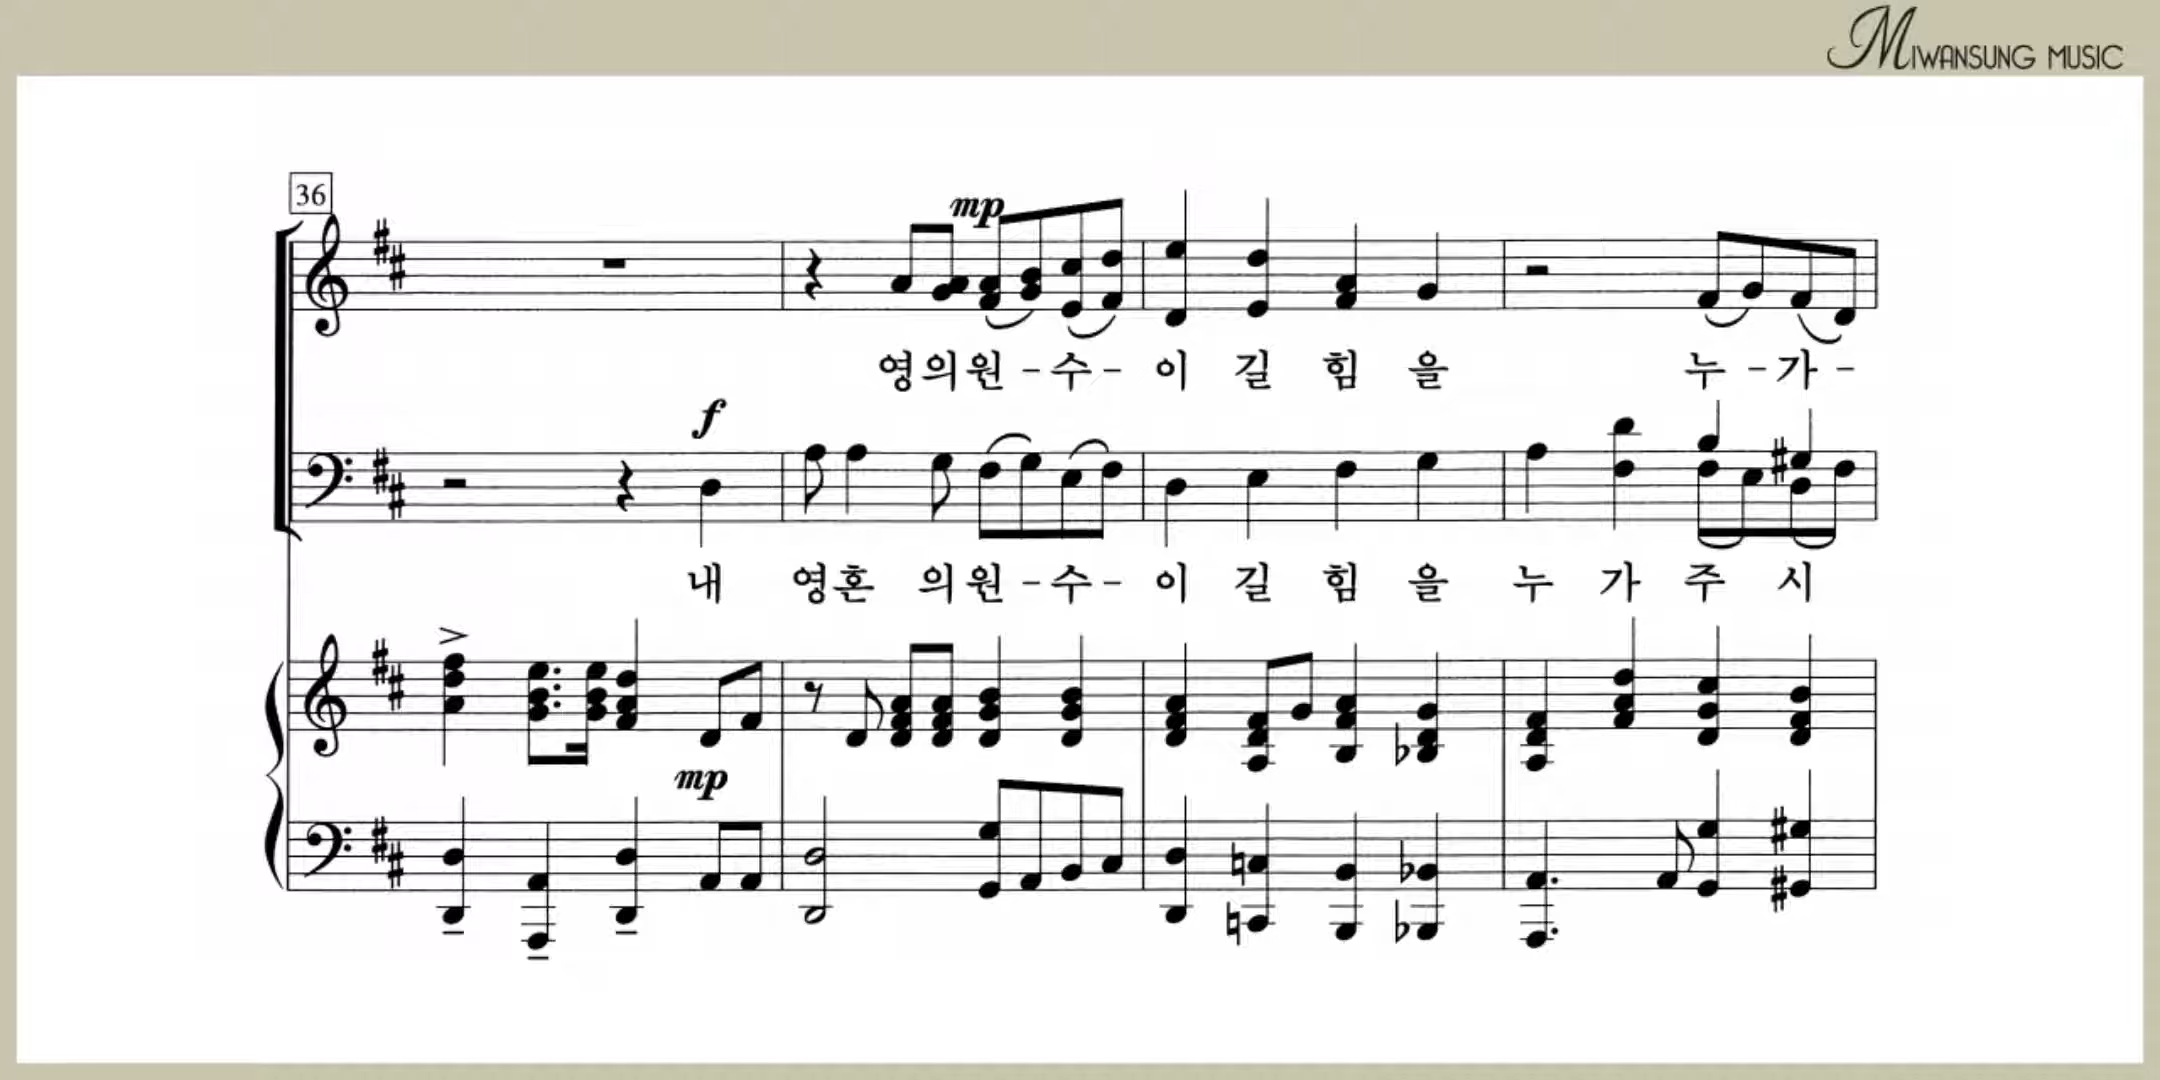 MIWANSUNG MUSIC
36
mp
영의원-수- 이 길 힘 을 누-가-
f
내 영혼 의원-수- 이 길 힘 을 누 가 주 시
mp